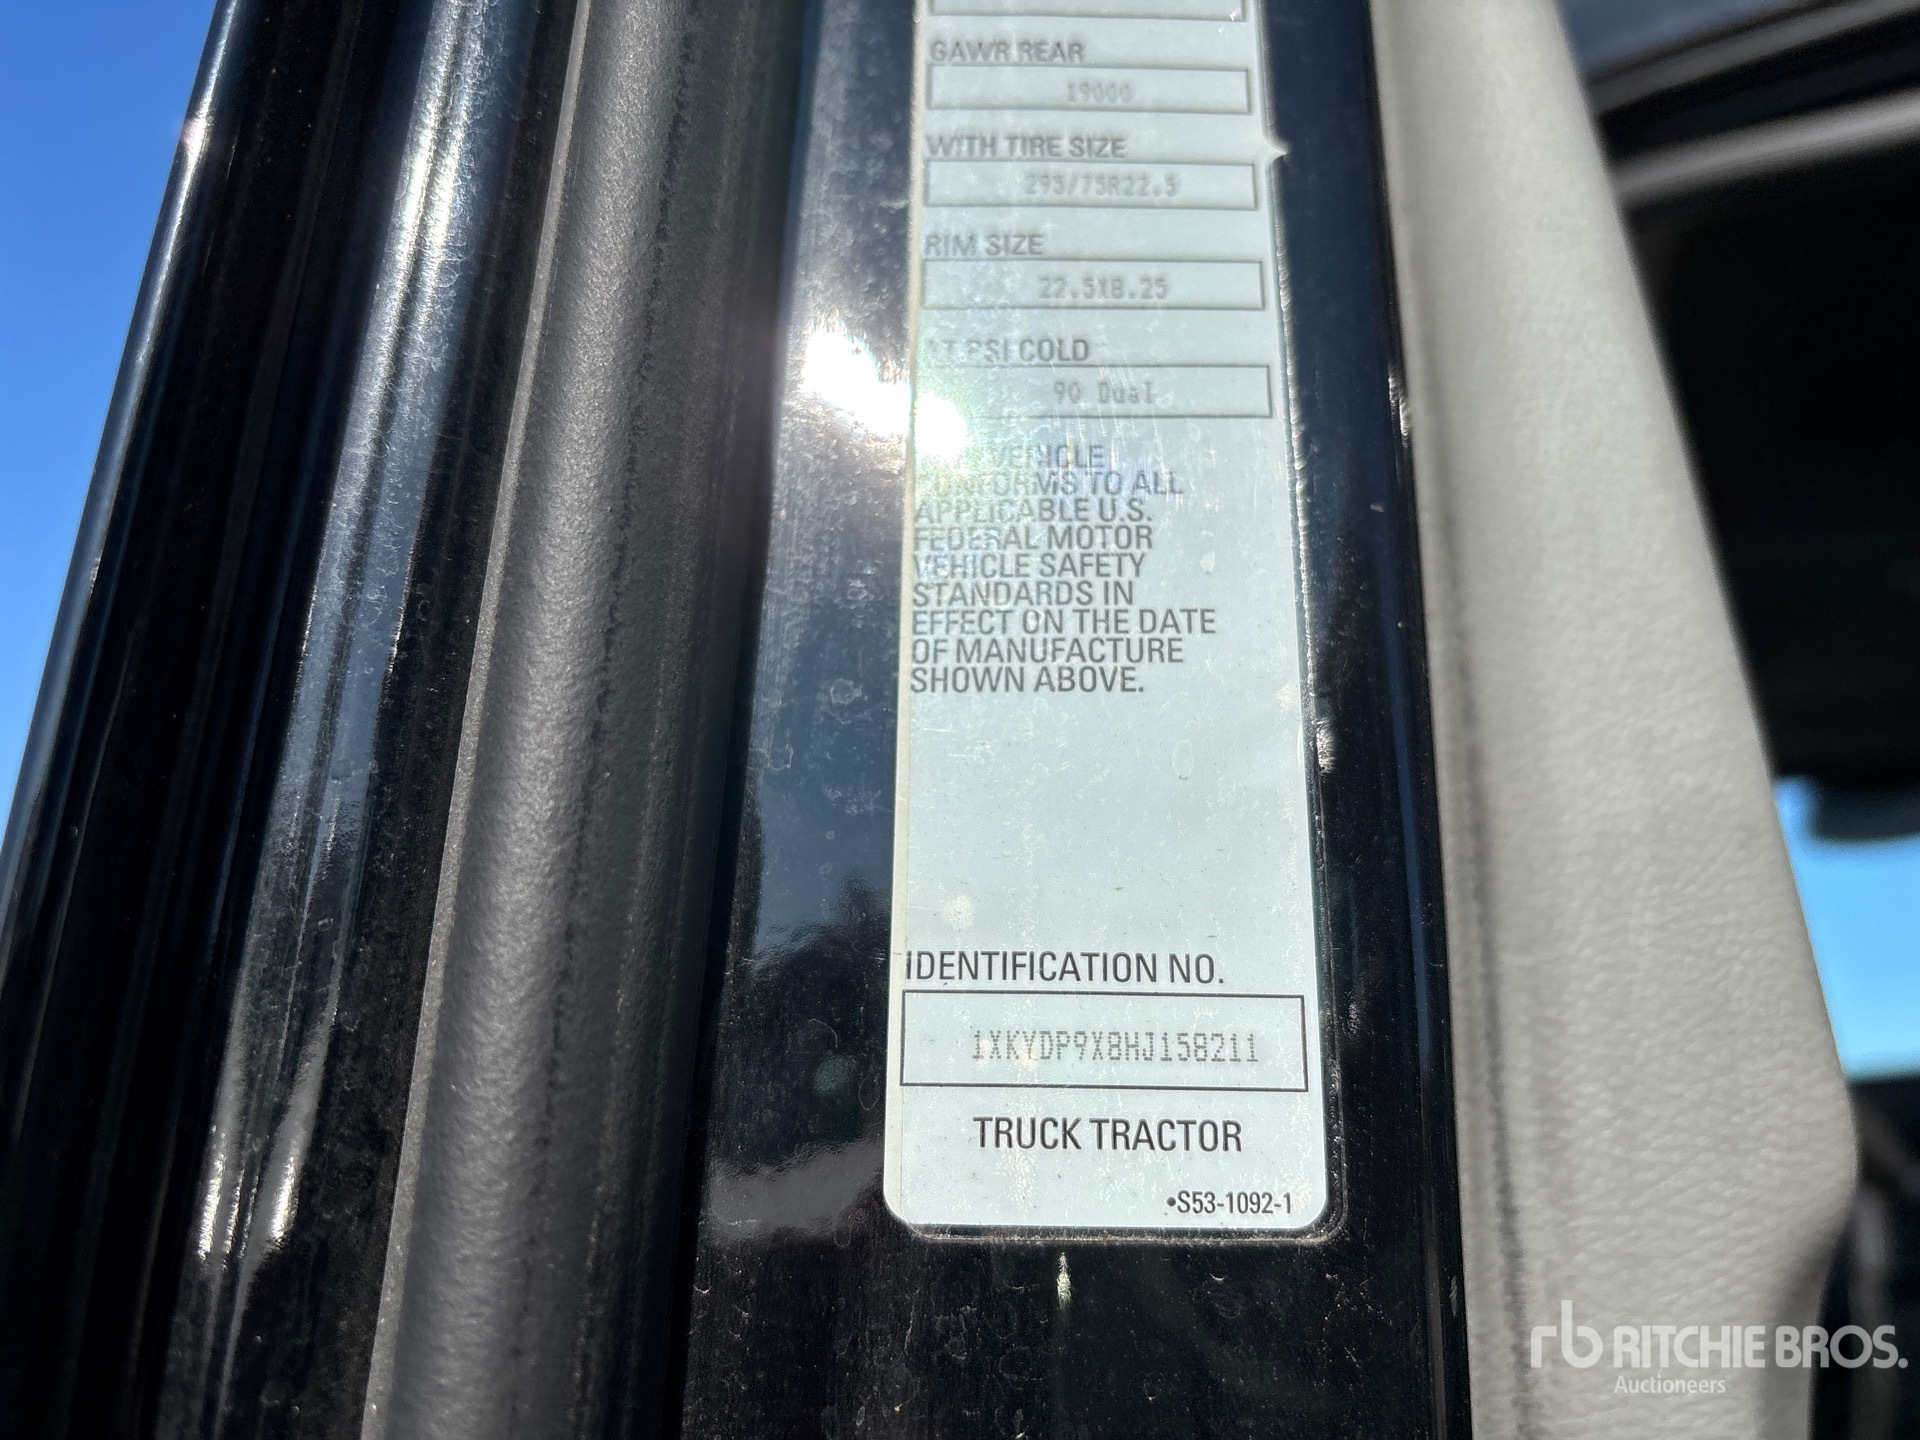 GAWR REAR
19000
WITH TIRE SIZE
295/75R22.5
RIM SIZE
22.5X8.25
AT PSI COLD
90 Dual
VEHICLE
CONFORMS TO ALL
APPLICABLE U.S.
FEDERAL MOTOR
VEHICLE SAFETY
STANDARDS IN
EFFECT ON THE DATE
OF MANUFACTURE
SHOWN ABOVE.
IDENTIFICATION NO.
1XKYDP9X8HJ158211
TRUCK TRACTOR
•S53-1092-1
rb RITCHIE BROS.
Auctioneers